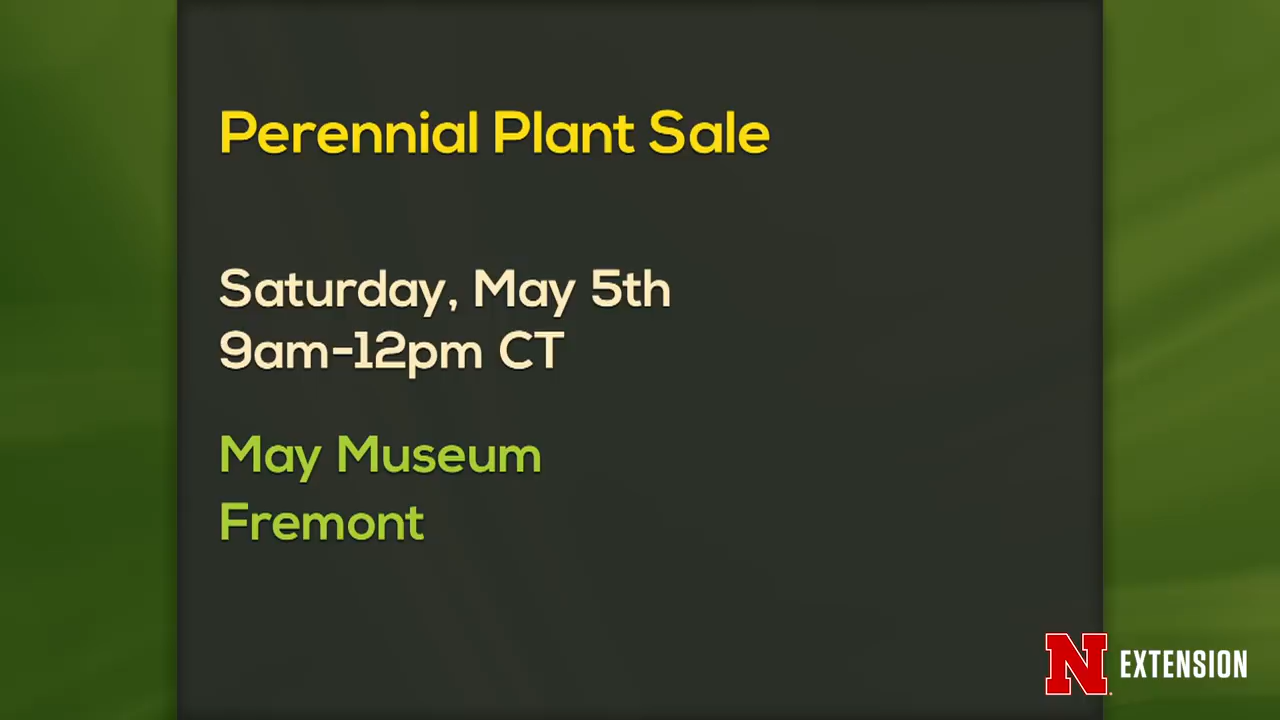 Perennial Plant Sale
Saturday, May 5th
9am-12pm CT
May Museum
Fremont
N EXTENSION